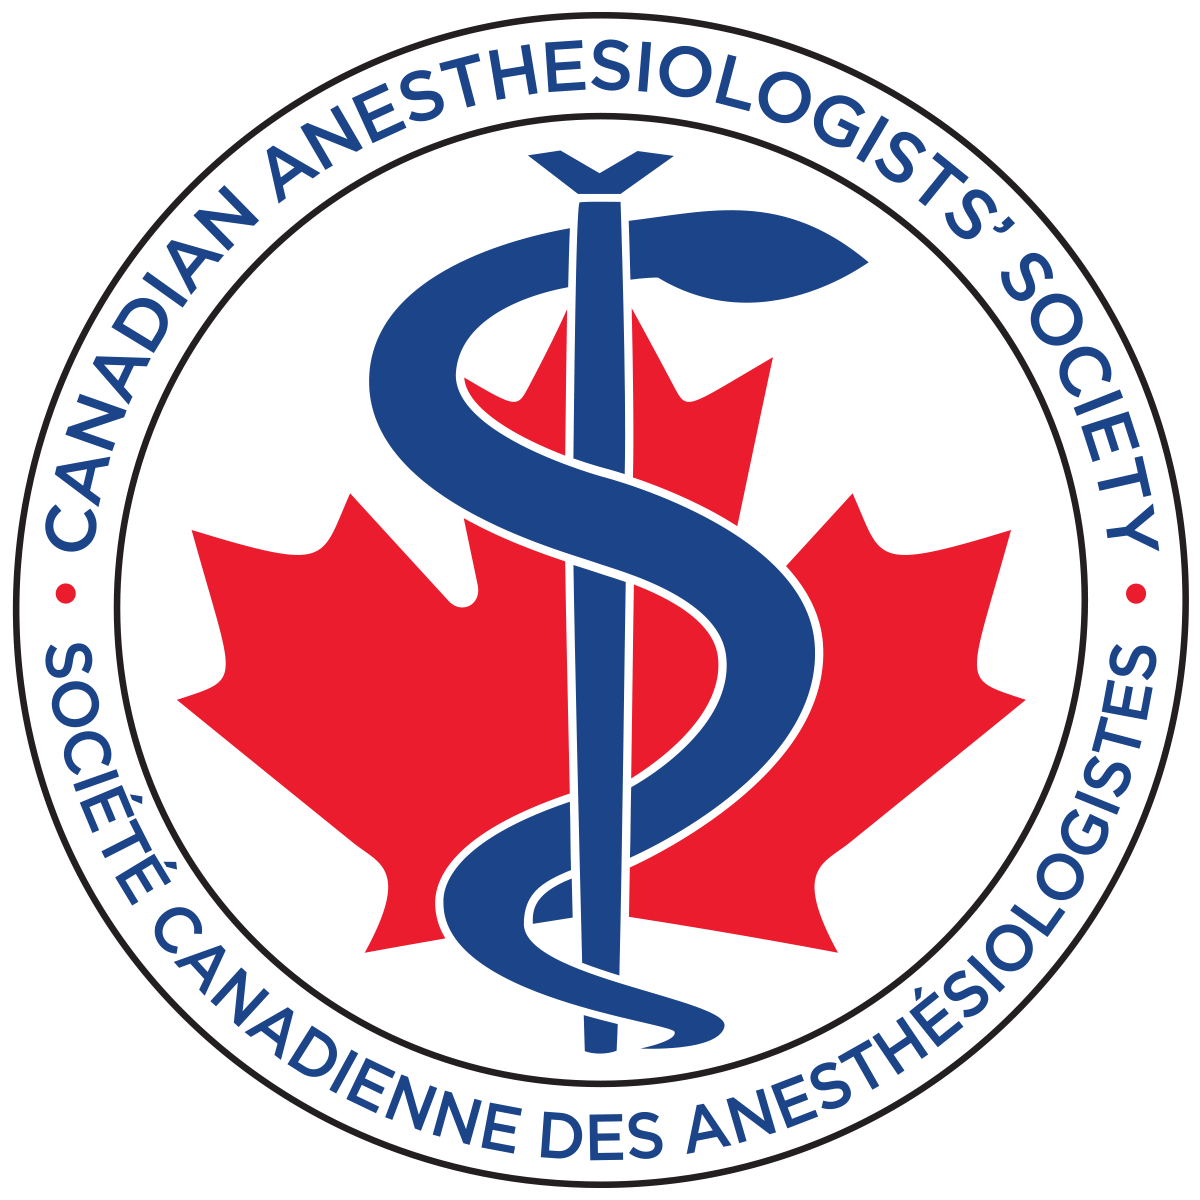 CANADIAN ANESTHESIOLOGISTS’ SOCIETY
SOCIÉTÉ CANADIENNE DES ANESTHÉSIOLOGISTES